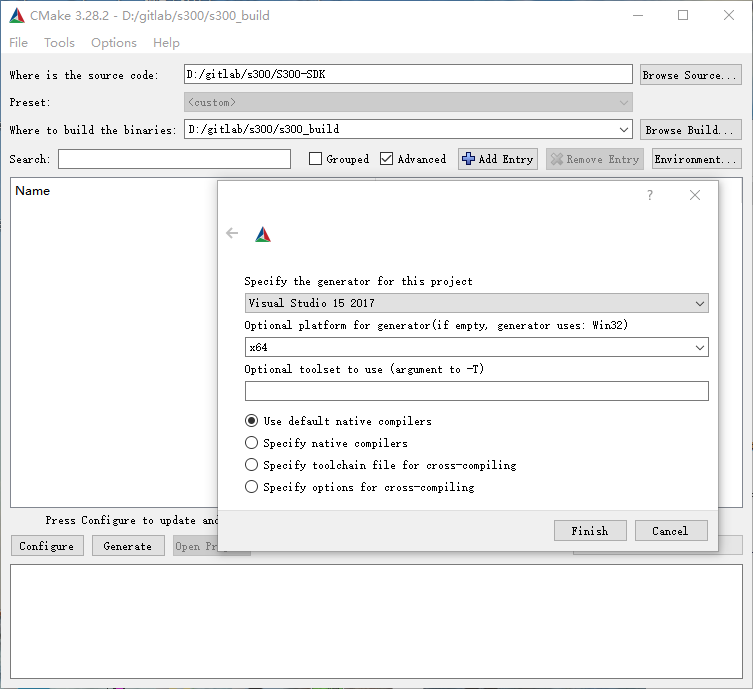 CMake 3.28.2 - D:/gitlab/s300/s300_build
File Tools Options Help
Where is the source code: D:/gitlab/s300/S300-SDK Browse Source...
Preset: <custom>
Where to build the binaries: D:/gitlab/s300/s300_build Browse Build...
Search: Grouped Advanced Add Entry Remove Entry Environment...
Name
?
Specify the generator for this project
Visual Studio 15 2017
Optional platform for generator(if empty, generator uses: Win32)
x64
Optional toolset to use (argument to -T)
Use default native compilers
Specify native compilers
Specify toolchain file for cross-compiling
Specify options for cross-compiling
Press Configure to update and
Finish Cancel
Configure Generate Open